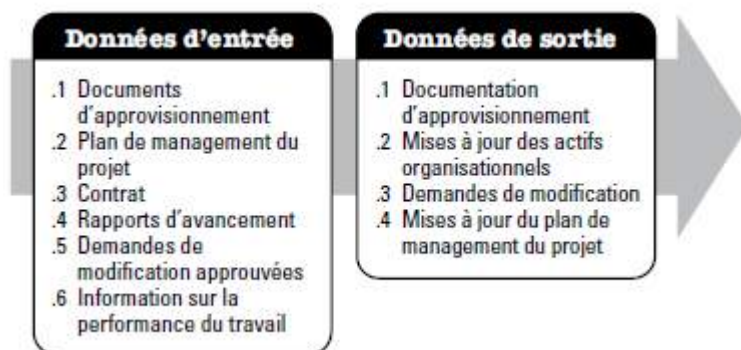 Données d'entrée
.1 Documents
d'approvisionnement
.2 Plan de management du
projet
.3 Contrat
.4 Rapports d'avancement
.5 Demandes de
modification approuvées
.6 Information sur la
performance du travail
Données de sortie
.1 Documentation
d'approvisionnement
.2 Mises à jour des actifs
organisationnels
.3 Demandes de modification
.4 Mises à jour du plan de
management du projet